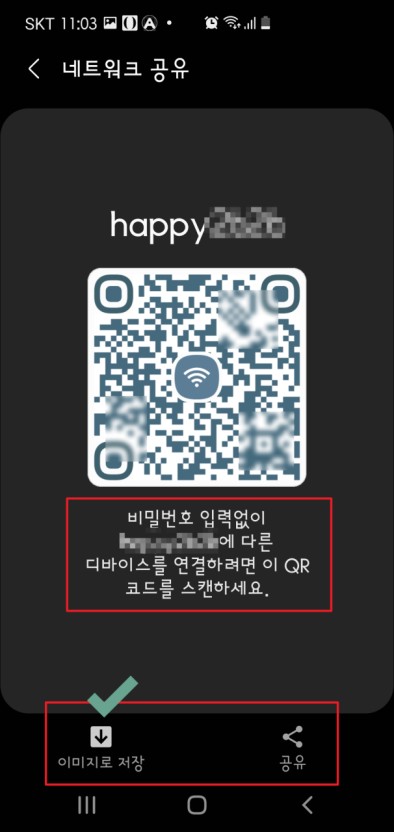 SKT 11:03
네트워크 공유
happy
비밀번호 입력없이
에 다른
디바이스를 연결하려면 이 QR
코드를 스캔하세요.
이미지로 저장
공유